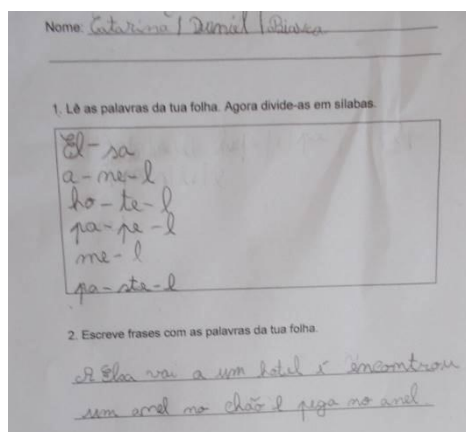 Nome: Catarina / Daniel / Bianca
1. Lê as palavras da tua folha. Agora divide-as em sílabas.
El-sa
a-ne-l
ho-te-l
pa-pe-l
me-l
pa-ste-l
2. Escreve frases com as palavras da tua folha.
A Elsa vai a um hotel i encontrou
um anel no chão e pega no anel